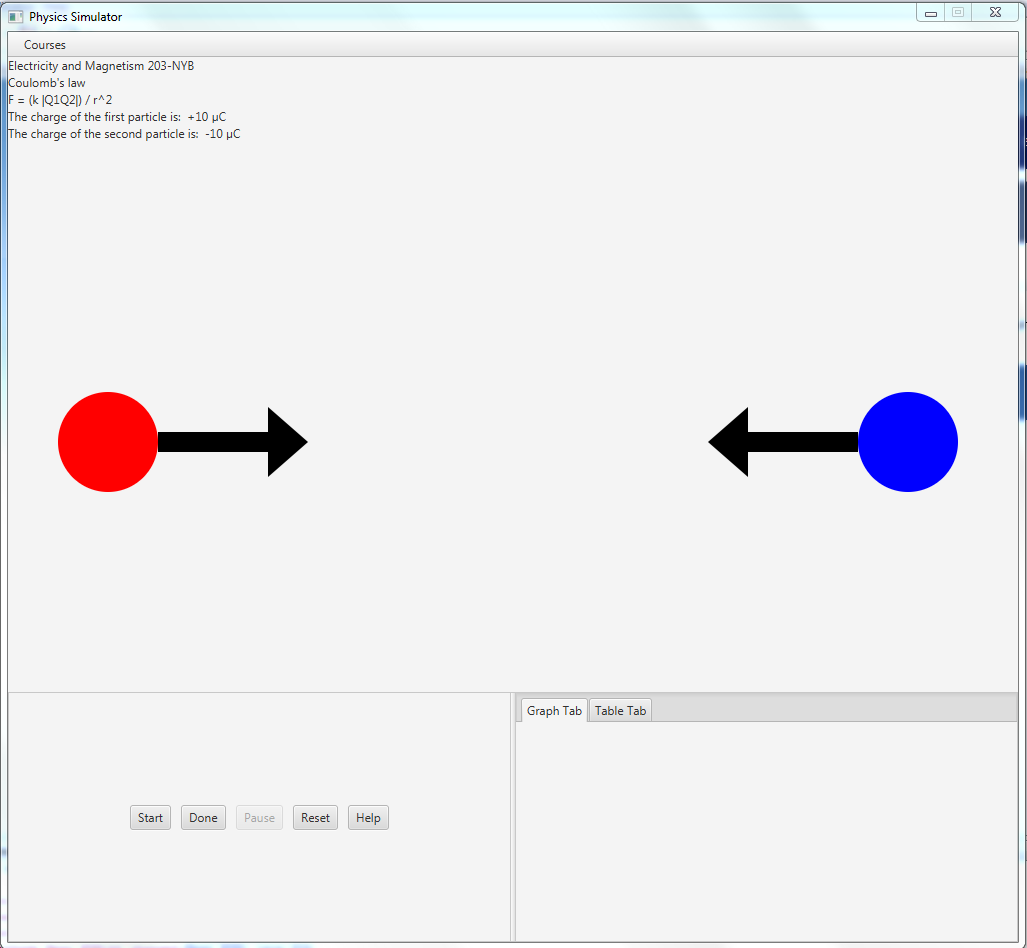 Physics Simulator
Courses
Electricity and Magnetism 203-NYB
Coulomb's law
F = (k |Q1Q2|) / r^2
The charge of the first particle is:  +10 µC
The charge of the second particle is:  -10 µC
Graph Tab Table Tab
Start Done Pause Reset Help